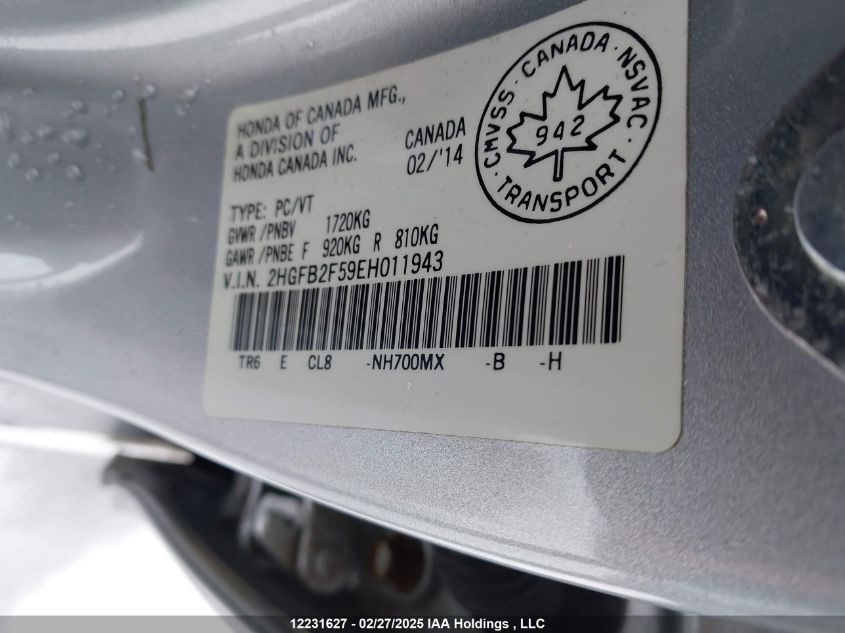 HONDA OF CANADA MFG.,
A DIVISION OF
HONDA CANADA INC.
CANADA
02/'14
CMVSS · CANADA · NSVAC
942
· TRANSPORT ·
TYPE: PC/VT
GVWR /PNBV 1720KG
GAWR /PNBE F 920KG R 810KG
V.I.N. 2HGFB2F59EH011943
TR6 E CL8 -NH700MX -B -H
12231627 - 02/27/2025 IAA Holdings , LLC